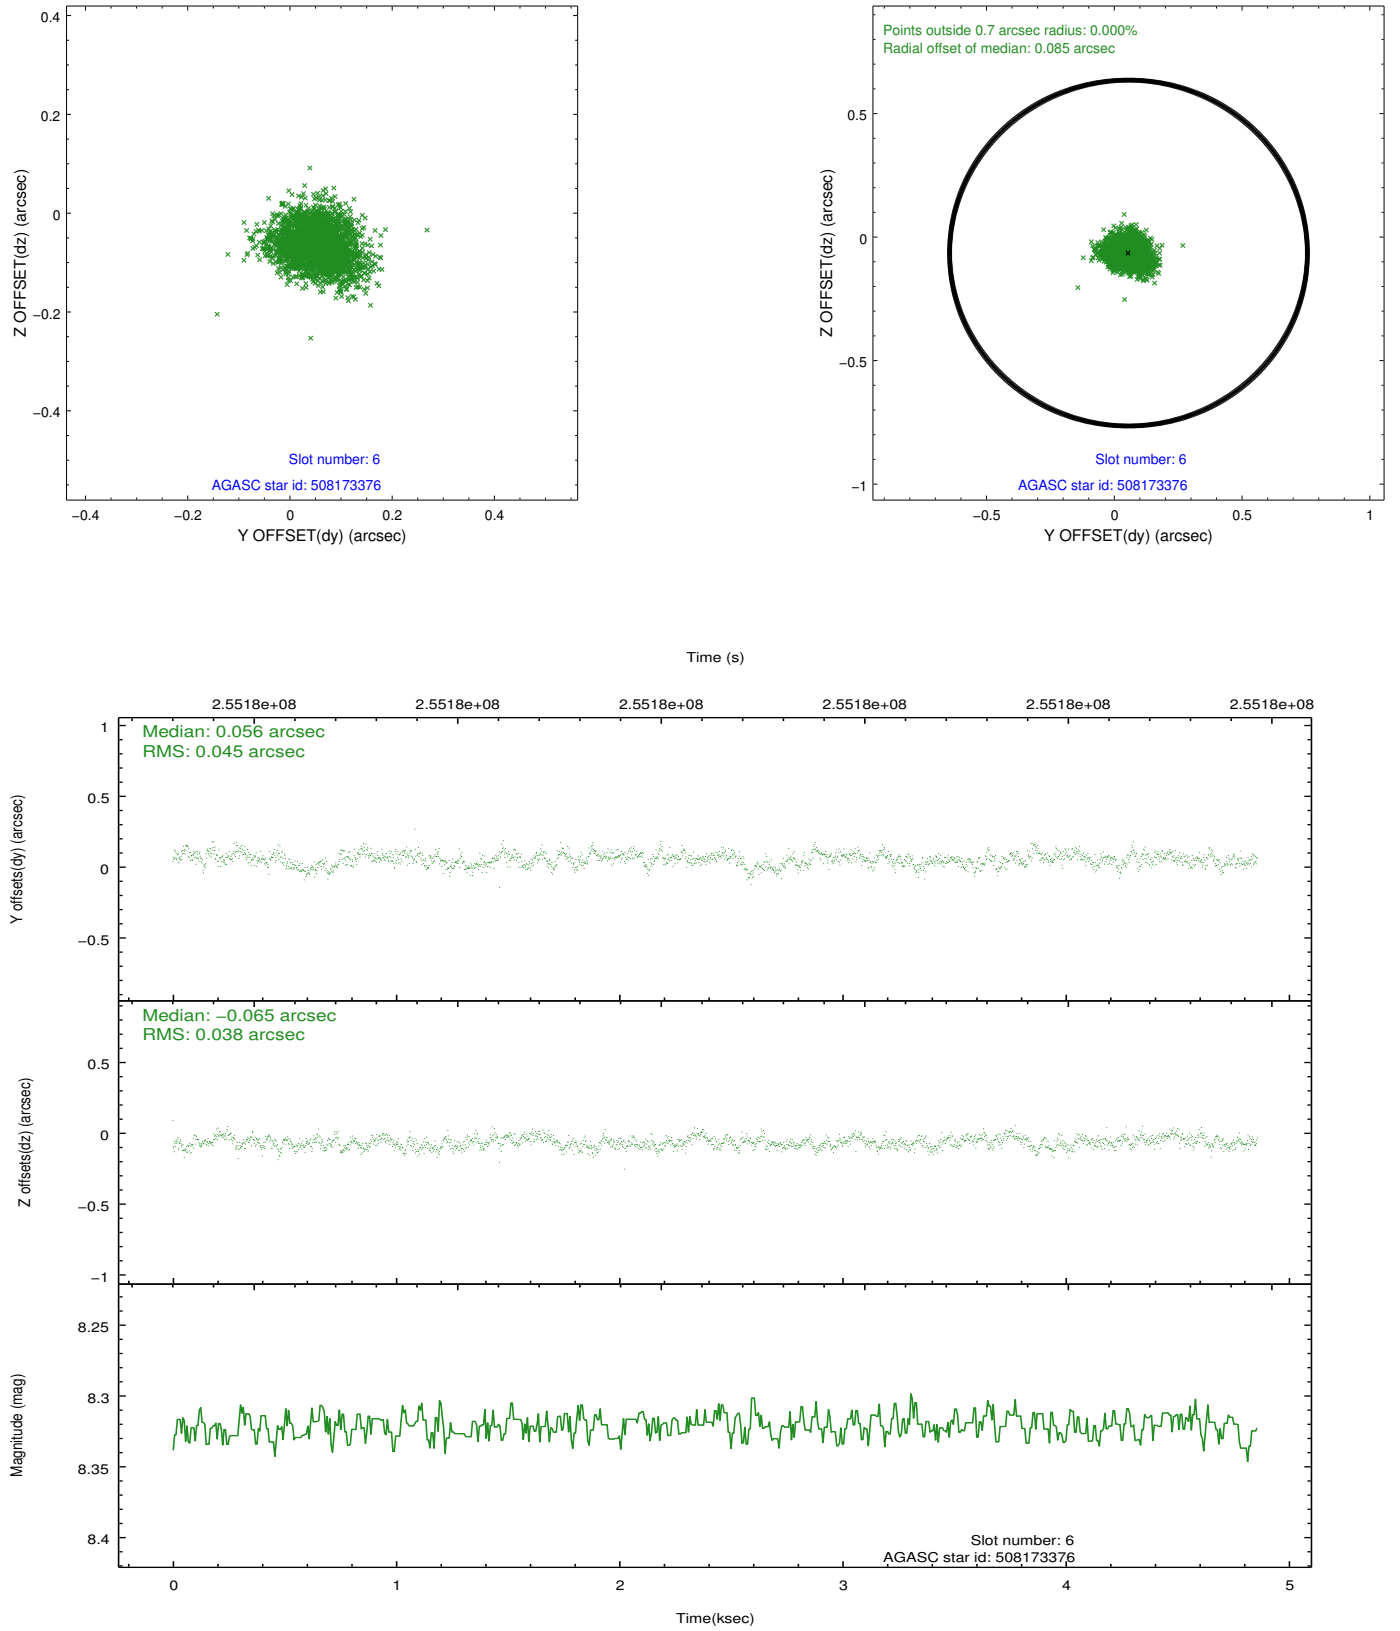 0.4
0.2
0
−0.2
−0.4
Z OFFSET(dz) (arcsec)
Slot number: 6
AGASC star id: 508173376
−0.4 −0.2 0 0.2 0.4
Y OFFSET(dy) (arcsec)
Points outside 0.7 arcsec radius: 0.000%
Radial offset of median: 0.085 arcsec
0.5
0
−0.5
−1
Z OFFSET(dz) (arcsec)
Slot number: 6
AGASC star id: 508173376
−0.5 0 0.5 1
Y OFFSET(dy) (arcsec)
Time (s)
2.5518e+08 2.5518e+08 2.5518e+08 2.5518e+08 2.5518e+08 2.5518e+08
Median: 0.056 arcsec
RMS: 0.045 arcsec
1
0.5
0
−0.5
Y offsets(dy) (arcsec)
Median: −0.065 arcsec
RMS: 0.038 arcsec
0.5
0
−0.5
−1
Z offsets(dz) (arcsec)
8.25
8.3
8.35
8.4
Magnitude (mag)
Slot number: 6
AGASC star id: 508173376
0 1 2 3 4 5
Time(ksec)